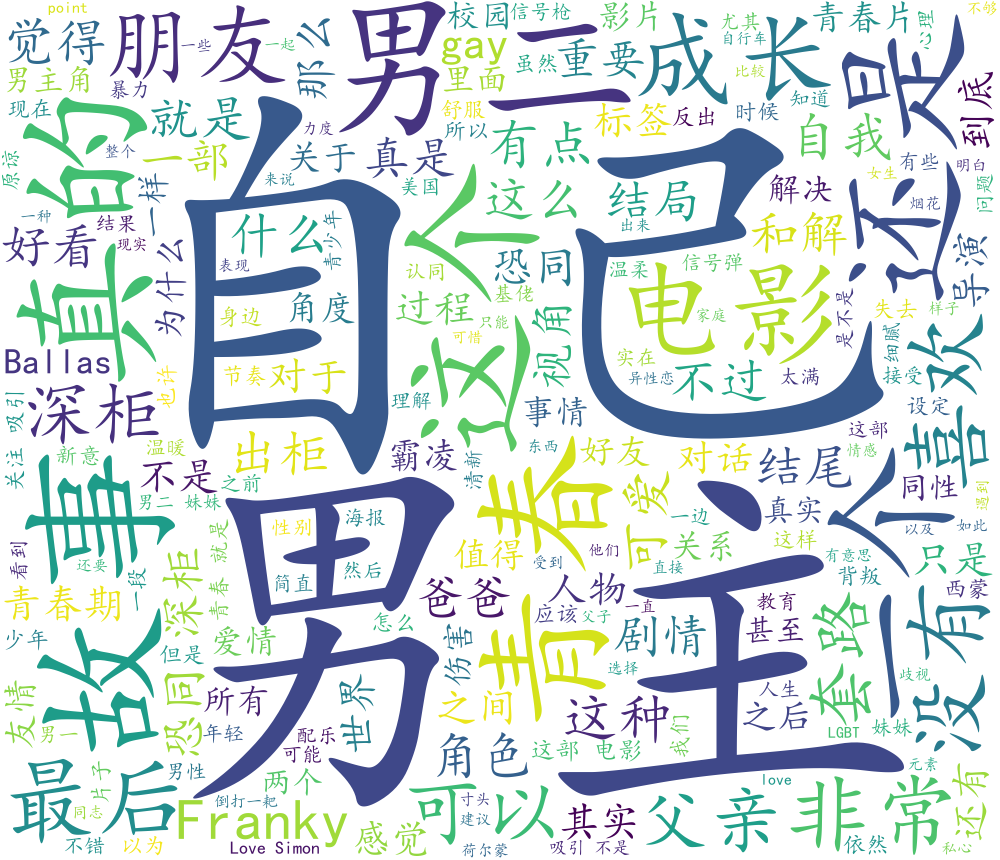 point
觉得
朋友
一些
一起
那么
男二
gay
校园
信号枪
影片
尤其
自行车
青春片
心理
不够
男主角
暴力
里面
虽然
重要
成长
比较
还是
现在
真的
就是
力度
舒服
所以
标签
反出
时候
知道
到底
原谅
整个
一部
关于
真是
有点
自我
有些
明白
女生
一种
结果
一样
来说
美国
这个
这么
结局
解决
烟花
问题
好看
现实
为什么
自己
什么
青少年
表现
认同
恐同
出来
温柔
信号弹
和解
导演
基佬
角度
身边
过程
视角
电影
家庭
是不是
失去
样子
Ballas
可惜
只能
实在
细腻
喜欢
吸引
也许
节奏
对于
理解
异性恋
不过
太满
接受
深柜
事情
设定
关注
新意
温暖
不是
出柜
霸凌
清新
东西
好友
对话
结尾
这部
情感
故事
男二 妹妹
之前
男主
性别
海报
青春
可爱
一边
真实
个人
同性
遇到
看到
还要
一段
深柜
青春 就是
简直
然后
值得
受到
他们
关系
这样
以及
如此
青春期
恐同
直接
有意思
背叛
只是
爸爸
人物
西蒙
少年
但是
爱情
怎么
伤害
应该
父子
一直
剧情
教育
甚至
套路
没有
友情
男一
所有
世界
选择
歧视
年轻
配乐
可能
之间
这种
人生
之后
LGBT
妹妹
片子
男性
两个
角色
这部 电影
我们
最后
同志
倒打一耙
love
元素
Franky
可以
寸头
建议
父亲
非常
还有
不错
以为
Love Simon
感觉
荷尔蒙
其实
吸引 不是
依然
私心